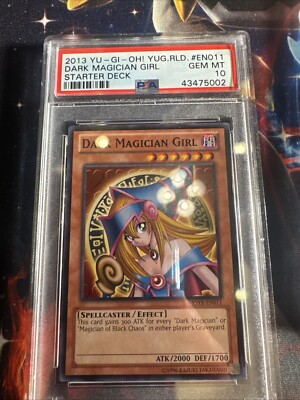 2013 YU-GI-OH! YUG.RLD. #EN011
DARK MAGICIAN GIRL GEM MT
STARTER DECK 10
PSA 43475002
DARK MAGICIAN GIRL
[Spellcaster / Effect]
This card gains 300 ATK for every "Dark Magician" or
"Magician of Black Chaos" in either player's Graveyard.
ATK/2000 DEF/1700